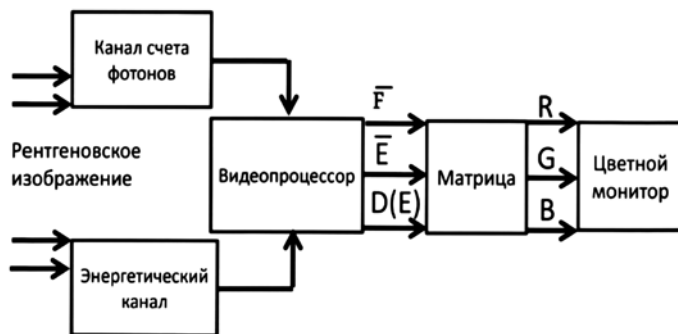 Канал счета
фотонов
Рентгеновское
изображение
Энергетический
канал
Видеопроцессор
F̅
E̅
D(E)
Матрица
R
G
B
Цветной
монитор